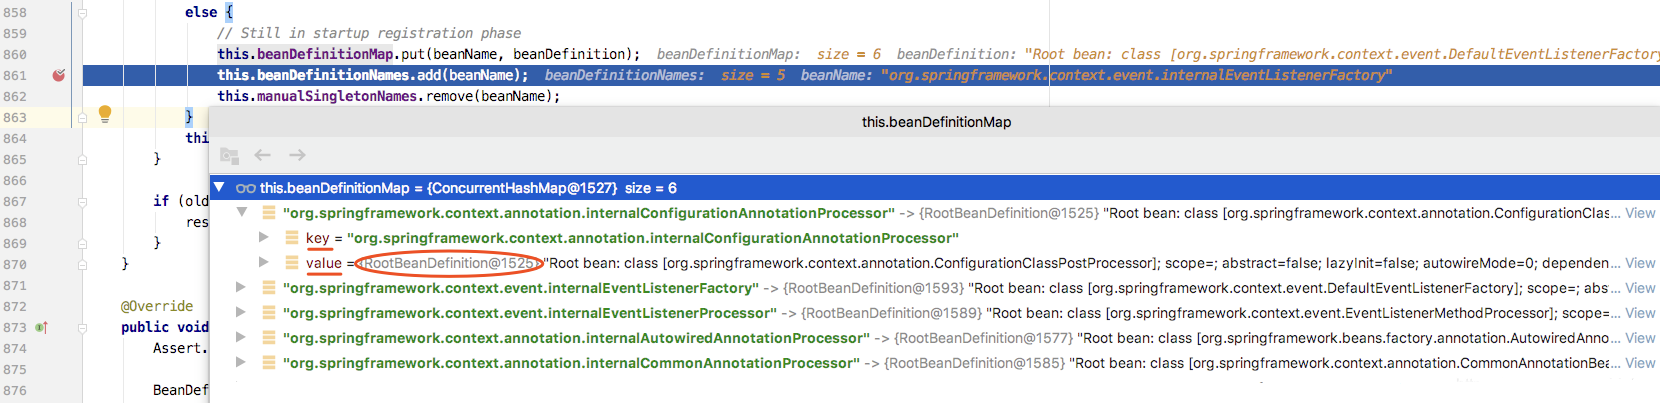 858 else {
859 // Still in startup registration phase
860 this.beanDefinitionMap.put(beanName, beanDefinition); beanDefinitionMap: size = 6 beanDefinition: "Root bean: class [org.springframework.context.event.DefaultEventListenerFactory
861 this.beanDefinitionNames.add(beanName); beanDefinitionNames: size = 5 beanName: "org.springframework.context.event.internalEventListenerFactory"
862 this.manualSingletonNames.remove(beanName);
863 }
this.beanDefinitionMap
864 this
865 }
866
this.beanDefinitionMap = {ConcurrentHashMap@1527} size = 6
867 if (old
"org.springframework.context.annotation.internalConfigurationAnnotationProcessor" -> {RootBeanDefinition@1525} "Root bean: class [org.springframework.context.annotation.ConfigurationClas... View
868 res
key = "org.springframework.context.annotation.internalConfigurationAnnotationProcessor"
869 }
value = {RootBeanDefinition@1525} "Root bean: class [org.springframework.context.annotation.ConfigurationClassPostProcessor]; scope=; abstract=false; lazyInit=false; autowireMode=0; dependen... View
870 }
871
"org.springframework.context.event.internalEventListenerFactory" -> {RootBeanDefinition@1593} "Root bean: class [org.springframework.context.event.DefaultEventListenerFactory]; scope=; abs... View
872 @Override
"org.springframework.context.event.internalEventListenerProcessor" -> {RootBeanDefinition@1589} "Root bean: class [org.springframework.context.event.EventListenerMethodProcessor]; scope=... View
873 public void
"org.springframework.context.annotation.internalAutowiredAnnotationProcessor" -> {RootBeanDefinition@1577} "Root bean: class [org.springframework.beans.factory.annotation.AutowiredAnno... View
874 Assert.
"org.springframework.context.annotation.internalCommonAnnotationProcessor" -> {RootBeanDefinition@1585} "Root bean: class [org.springframework.context.annotation.CommonAnnotationBea... View
875
876 BeanDef